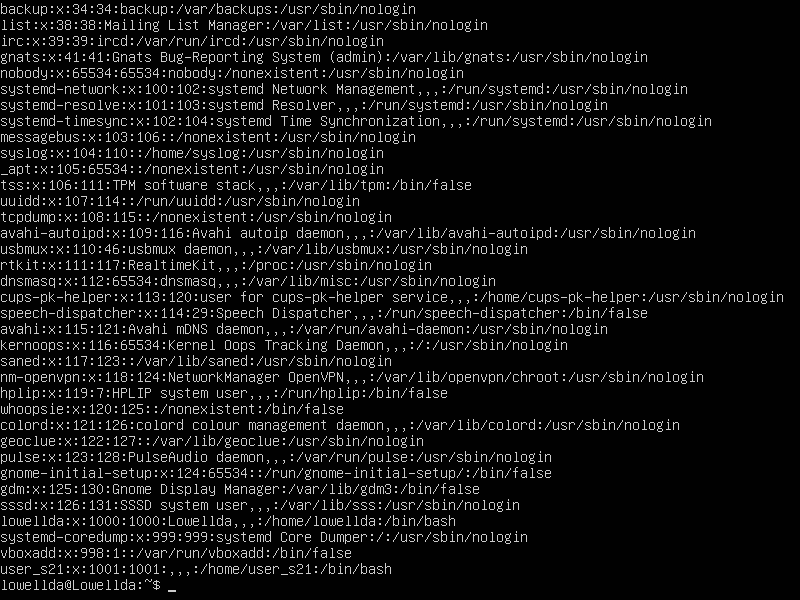 backup:x:34:34:backup:/var/backups:/usr/sbin/nologin
list:x:38:38:Mailing List Manager:/var/list:/usr/sbin/nologin
irc:x:39:39:ircd:/var/run/ircd:/usr/sbin/nologin
gnats:x:41:41:Gnats Bug-Reporting System (admin):/var/lib/gnats:/usr/sbin/nologin
nobody:x:65534:65534:nobody:/nonexistent:/usr/sbin/nologin
systemd-network:x:100:102:systemd Network Management,,,:/run/systemd:/usr/sbin/nologin
systemd-resolve:x:101:103:systemd Resolver,,,:/run/systemd:/usr/sbin/nologin
systemd-timesync:x:102:104:systemd Time Synchronization,,,:/run/systemd:/usr/sbin/nologin
messagebus:x:103:106::/nonexistent:/usr/sbin/nologin
syslog:x:104:110::/home/syslog:/usr/sbin/nologin
_apt:x:105:65534::/nonexistent:/usr/sbin/nologin
tss:x:106:111:TPM software stack,,,:/var/lib/tpm:/bin/false
uuidd:x:107:114::/run/uuidd:/usr/sbin/nologin
tcpdump:x:108:115::/nonexistent:/usr/sbin/nologin
avahi-autoipd:x:109:116:Avahi autoip daemon,,,:/var/lib/avahi-autoipd:/usr/sbin/nologin
usbmux:x:110:46:usbmux daemon,,,:/var/lib/usbmux:/usr/sbin/nologin
rtkit:x:111:117:RealtimeKit,,,:/proc:/usr/sbin/nologin
dnsmasq:x:112:65534:dnsmasq,,,:/var/lib/misc:/usr/sbin/nologin
cups-pk-helper:x:113:120:user for cups-pk-helper service,,,:/home/cups-pk-helper:/usr/sbin/nologin
speech-dispatcher:x:114:29:Speech Dispatcher,,,:/run/speech-dispatcher:/bin/false
avahi:x:115:121:Avahi mDNS daemon,,,:/var/run/avahi-daemon:/usr/sbin/nologin
kernoops:x:116:65534:Kernel Oops Tracking Daemon,,,:/:/usr/sbin/nologin
saned:x:117:123::/var/lib/saned:/usr/sbin/nologin
nm-openvpn:x:118:124:NetworkManager OpenVPN,,,:/var/lib/openvpn/chroot:/usr/sbin/nologin
hplip:x:119:7:HPLIP system user,,,:/run/hplip:/bin/false
whoopsie:x:120:125::/nonexistent:/bin/false
colord:x:121:126:colord colour management daemon,,,:/var/lib/colord:/usr/sbin/nologin
geoclue:x:122:127::/var/lib/geoclue:/usr/sbin/nologin
pulse:x:123:128:PulseAudio daemon,,,:/var/run/pulse:/usr/sbin/nologin
gnome-initial-setup:x:124:65534::/run/gnome-initial-setup/:/bin/false
gdm:x:125:130:Gnome Display Manager:/var/lib/gdm3:/bin/false
sssd:x:126:131:SSSD system user,,,:/var/lib/sss:/usr/sbin/nologin
lowellda:x:1000:1000:Lowellda,,,:/home/lowellda:/bin/bash
systemd-coredump:x:999:999:systemd Core Dumper:/:/usr/sbin/nologin
vboxadd:x:998:1::/var/run/vboxadd:/bin/false
user_s21:x:1001:1001:,,,:/home/user_s21:/bin/bash
lowellda@Lowellda:~$ _